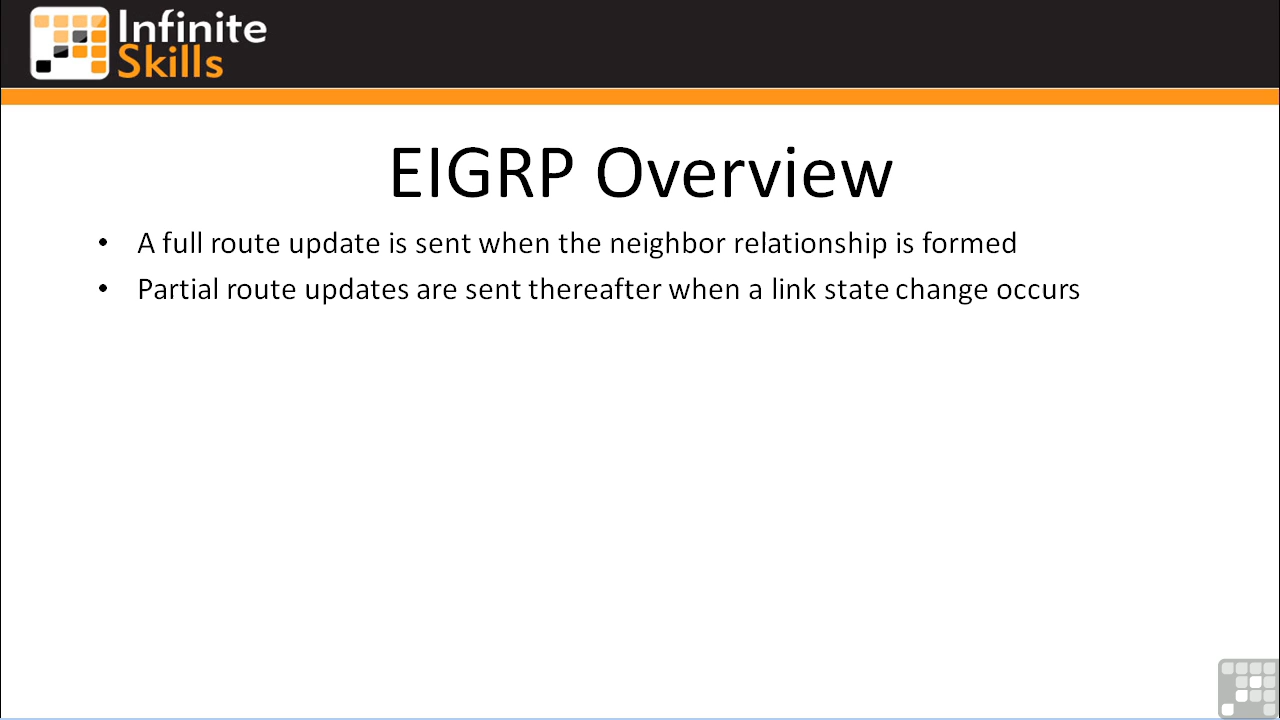 Infinite
Skills
EIGRP Overview
• A full route update is sent when the neighbor relationship is formed
• Partial route updates are sent thereafter when a link state change occurs